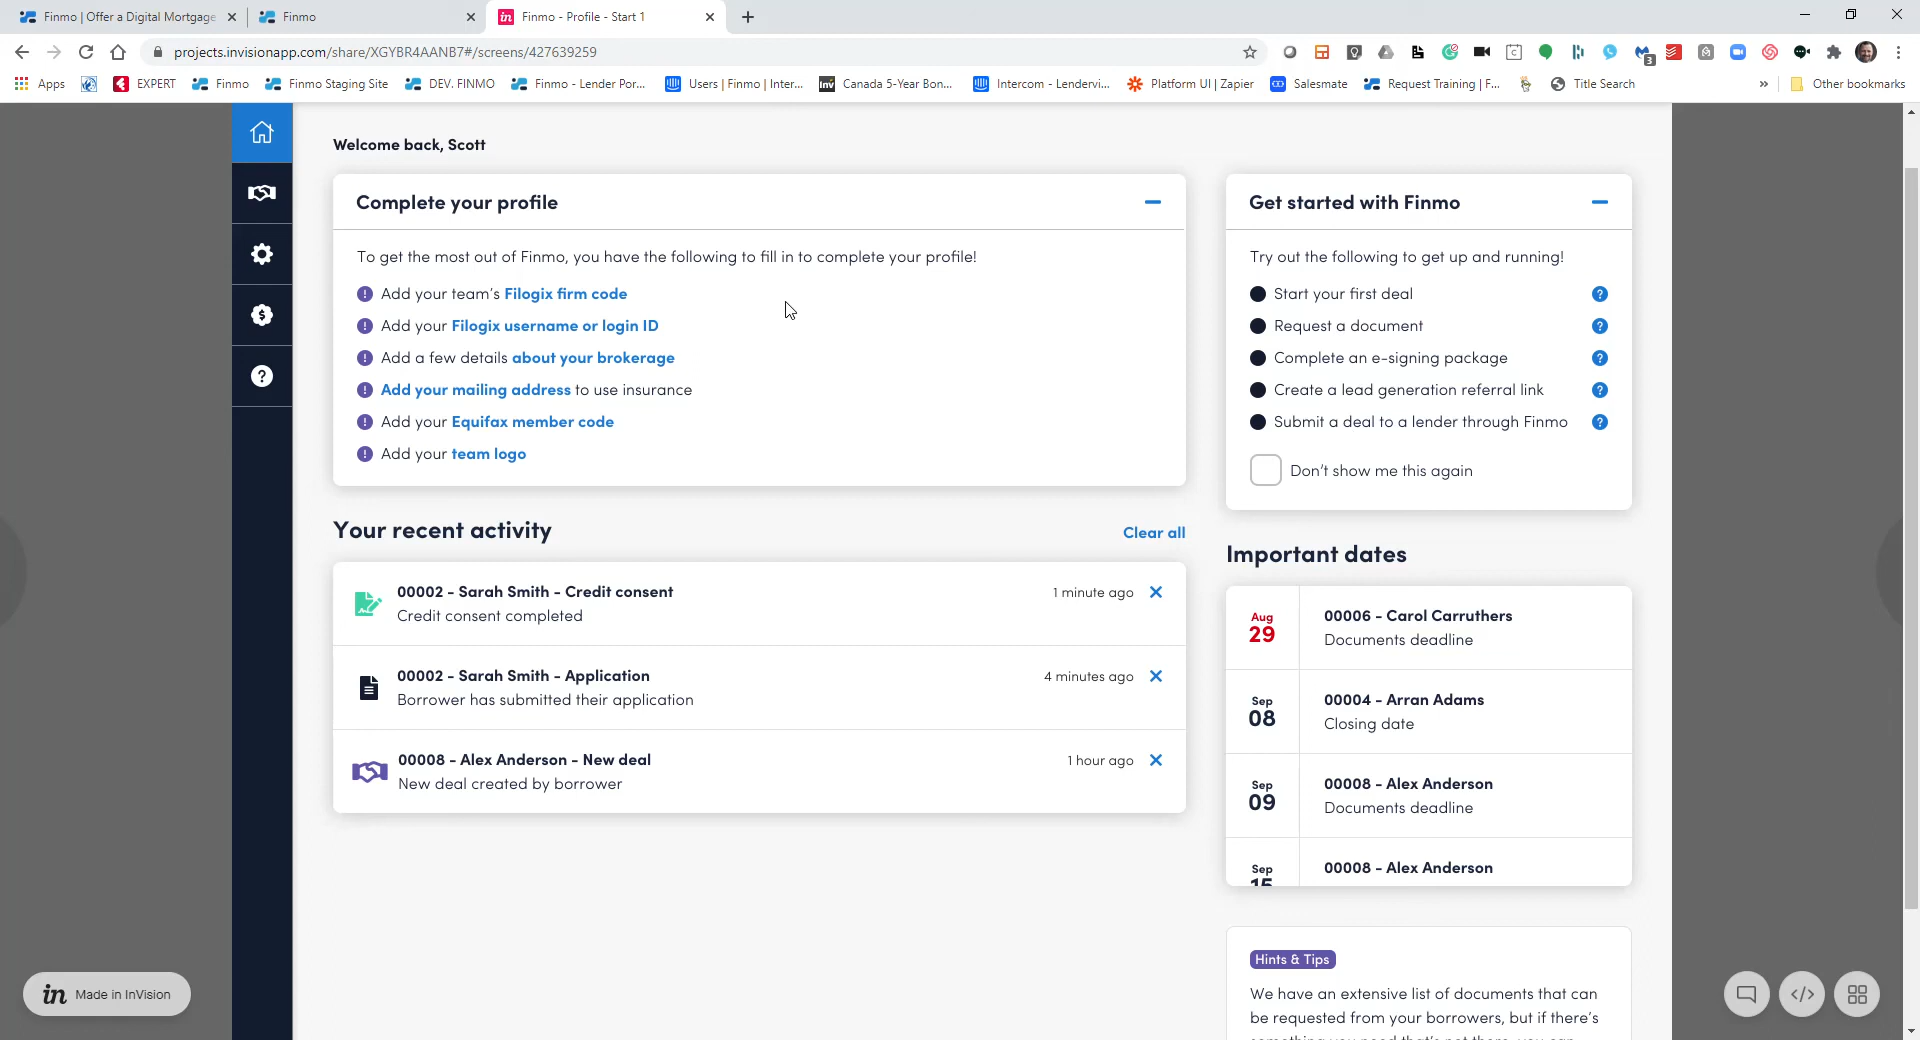 Finmo | Offer a Digital Mortgage
Finmo
in Finmo - Profile - Start 1
projects.invisionapp.com/share/XGYBR4AANB7#/screens/427639259
3
Apps
EXPERT
Finmo
Finmo Staging Site
DEV. FINMO
Finmo - Lender Por...
Users | Finmo | Inter...
Inv Canada 5-Year Bon...
Intercom - Lendervi...
Platform UI | Zapier
Salesmate
Request Training | F...
Title Search
»
Other bookmarks
Welcome back, Scott
Complete your profile
To get the most out of Finmo, you have the following to fill in to complete your profile!
! Add your team's Filogix firm code
! Add your Filogix username or login ID
! Add a few details about your brokerage
! Add your mailing address to use insurance
! Add your Equifax member code
! Add your team logo
Get started with Finmo
Try out the following to get up and running!
Start your first deal ?
Request a document ?
Complete an e-signing package ?
Create a lead generation referral link ?
Submit a deal to a lender through Finmo ?
Don't show me this again
Your recent activity
Clear all
00002 - Sarah Smith - Credit consent
Credit consent completed
1 minute ago
00002 - Sarah Smith - Application
Borrower has submitted their application
4 minutes ago
00008 - Alex Anderson - New deal
New deal created by borrower
1 hour ago
Important dates
Aug
29
00006 - Carol Carruthers
Documents deadline
Sep
08
00004 - Arran Adams
Closing date
Sep
09
00008 - Alex Anderson
Documents deadline
Sep
15
00008 - Alex Anderson
Hints & Tips
We have an extensive list of documents that can
be requested from your borrowers, but if there's
something you need that's not there, you can
in Made in InVision